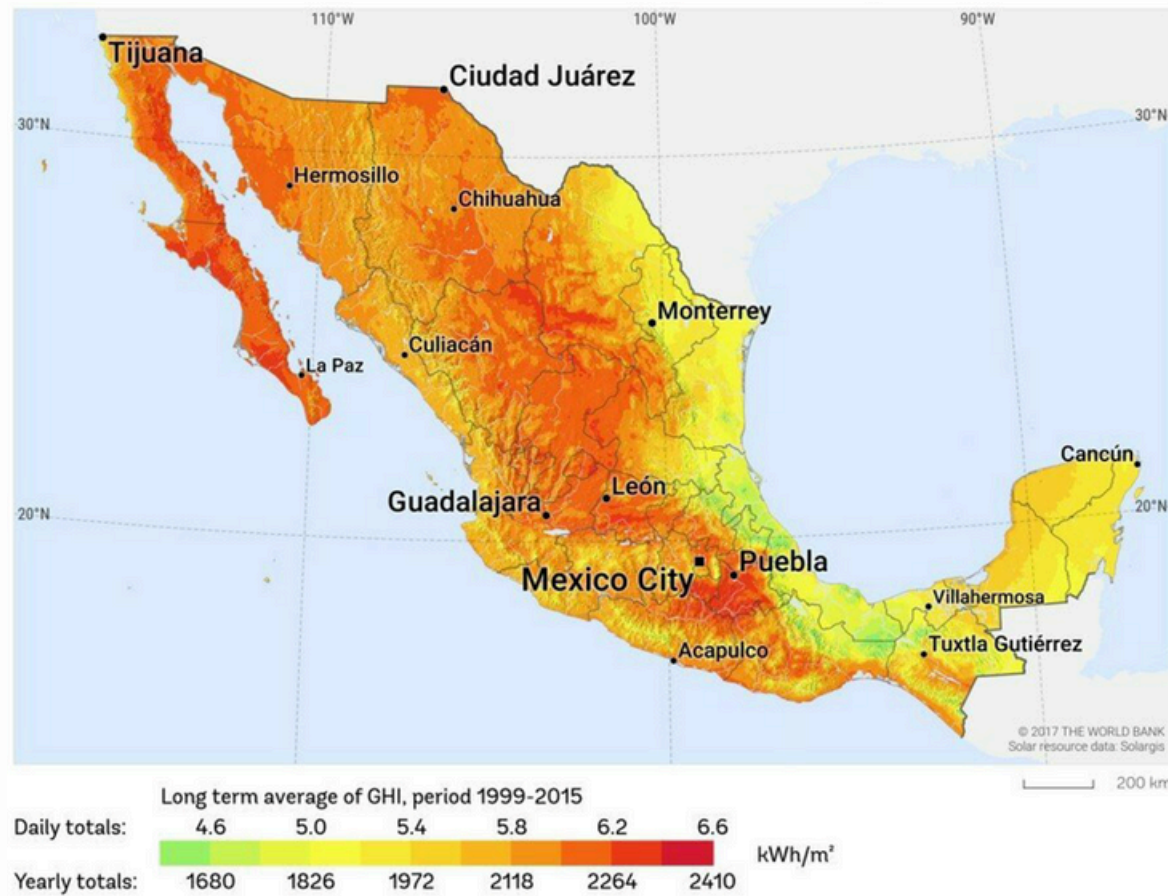 110°W 100°W 90°W
Tijuana
Ciudad Juárez
30°N 30°N
Hermosillo
Chihuahua
Monterrey
Culiacán
La Paz
Cancún
León
Guadalajara
20°N 20°N
Puebla
Mexico City
Villahermosa
Tuxtla Gutiérrez
Acapulco
© 2017 THE WORLD BANK
Solar resource data: Solargis
200 km
Long term average of GHI, period 1999-2015
Daily totals: 4.6 5.0 5.4 5.8 6.2 6.6
kWh/m²
Yearly totals: 1680 1826 1972 2118 2264 2410